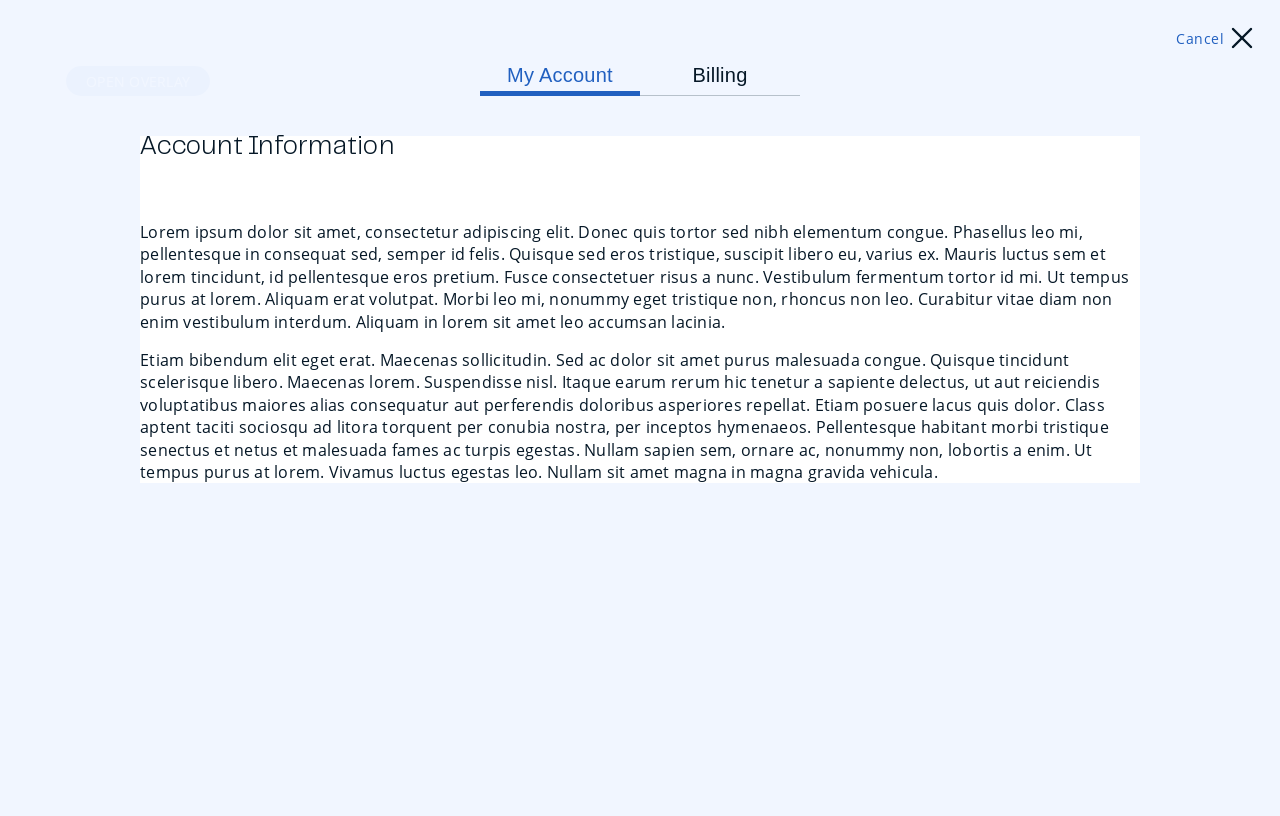 Cancel
OPEN OVERLAY
My Account
Billing
Account Information
Lorem ipsum dolor sit amet, consectetur adipiscing elit. Donec quis tortor sed nibh elementum congue. Phasellus leo mi,
pellentesque in consequat sed, semper id felis. Quisque sed eros tristique, suscipit libero eu, varius ex. Mauris luctus sem et
lorem tincidunt, id pellentesque eros pretium. Fusce consectetuer risus a nunc. Vestibulum fermentum tortor id mi. Ut tempus
purus at lorem. Aliquam erat volutpat. Morbi leo mi, nonummy eget tristique non, rhoncus non leo. Curabitur vitae diam non
enim vestibulum interdum. Aliquam in lorem sit amet leo accumsan lacinia.
Etiam bibendum elit eget erat. Maecenas sollicitudin. Sed ac dolor sit amet purus malesuada congue. Quisque tincidunt
scelerisque libero. Maecenas lorem. Suspendisse nisl. Itaque earum rerum hic tenetur a sapiente delectus, ut aut reiciendis
voluptatibus maiores alias consequatur aut perferendis doloribus asperiores repellat. Etiam posuere lacus quis dolor. Class
aptent taciti sociosqu ad litora torquent per conubia nostra, per inceptos hymenaeos. Pellentesque habitant morbi tristique
senectus et netus et malesuada fames ac turpis egestas. Nullam sapien sem, ornare ac, nonummy non, lobortis a enim. Ut
tempus purus at lorem. Vivamus luctus egestas leo. Nullam sit amet magna in magna gravida vehicula.